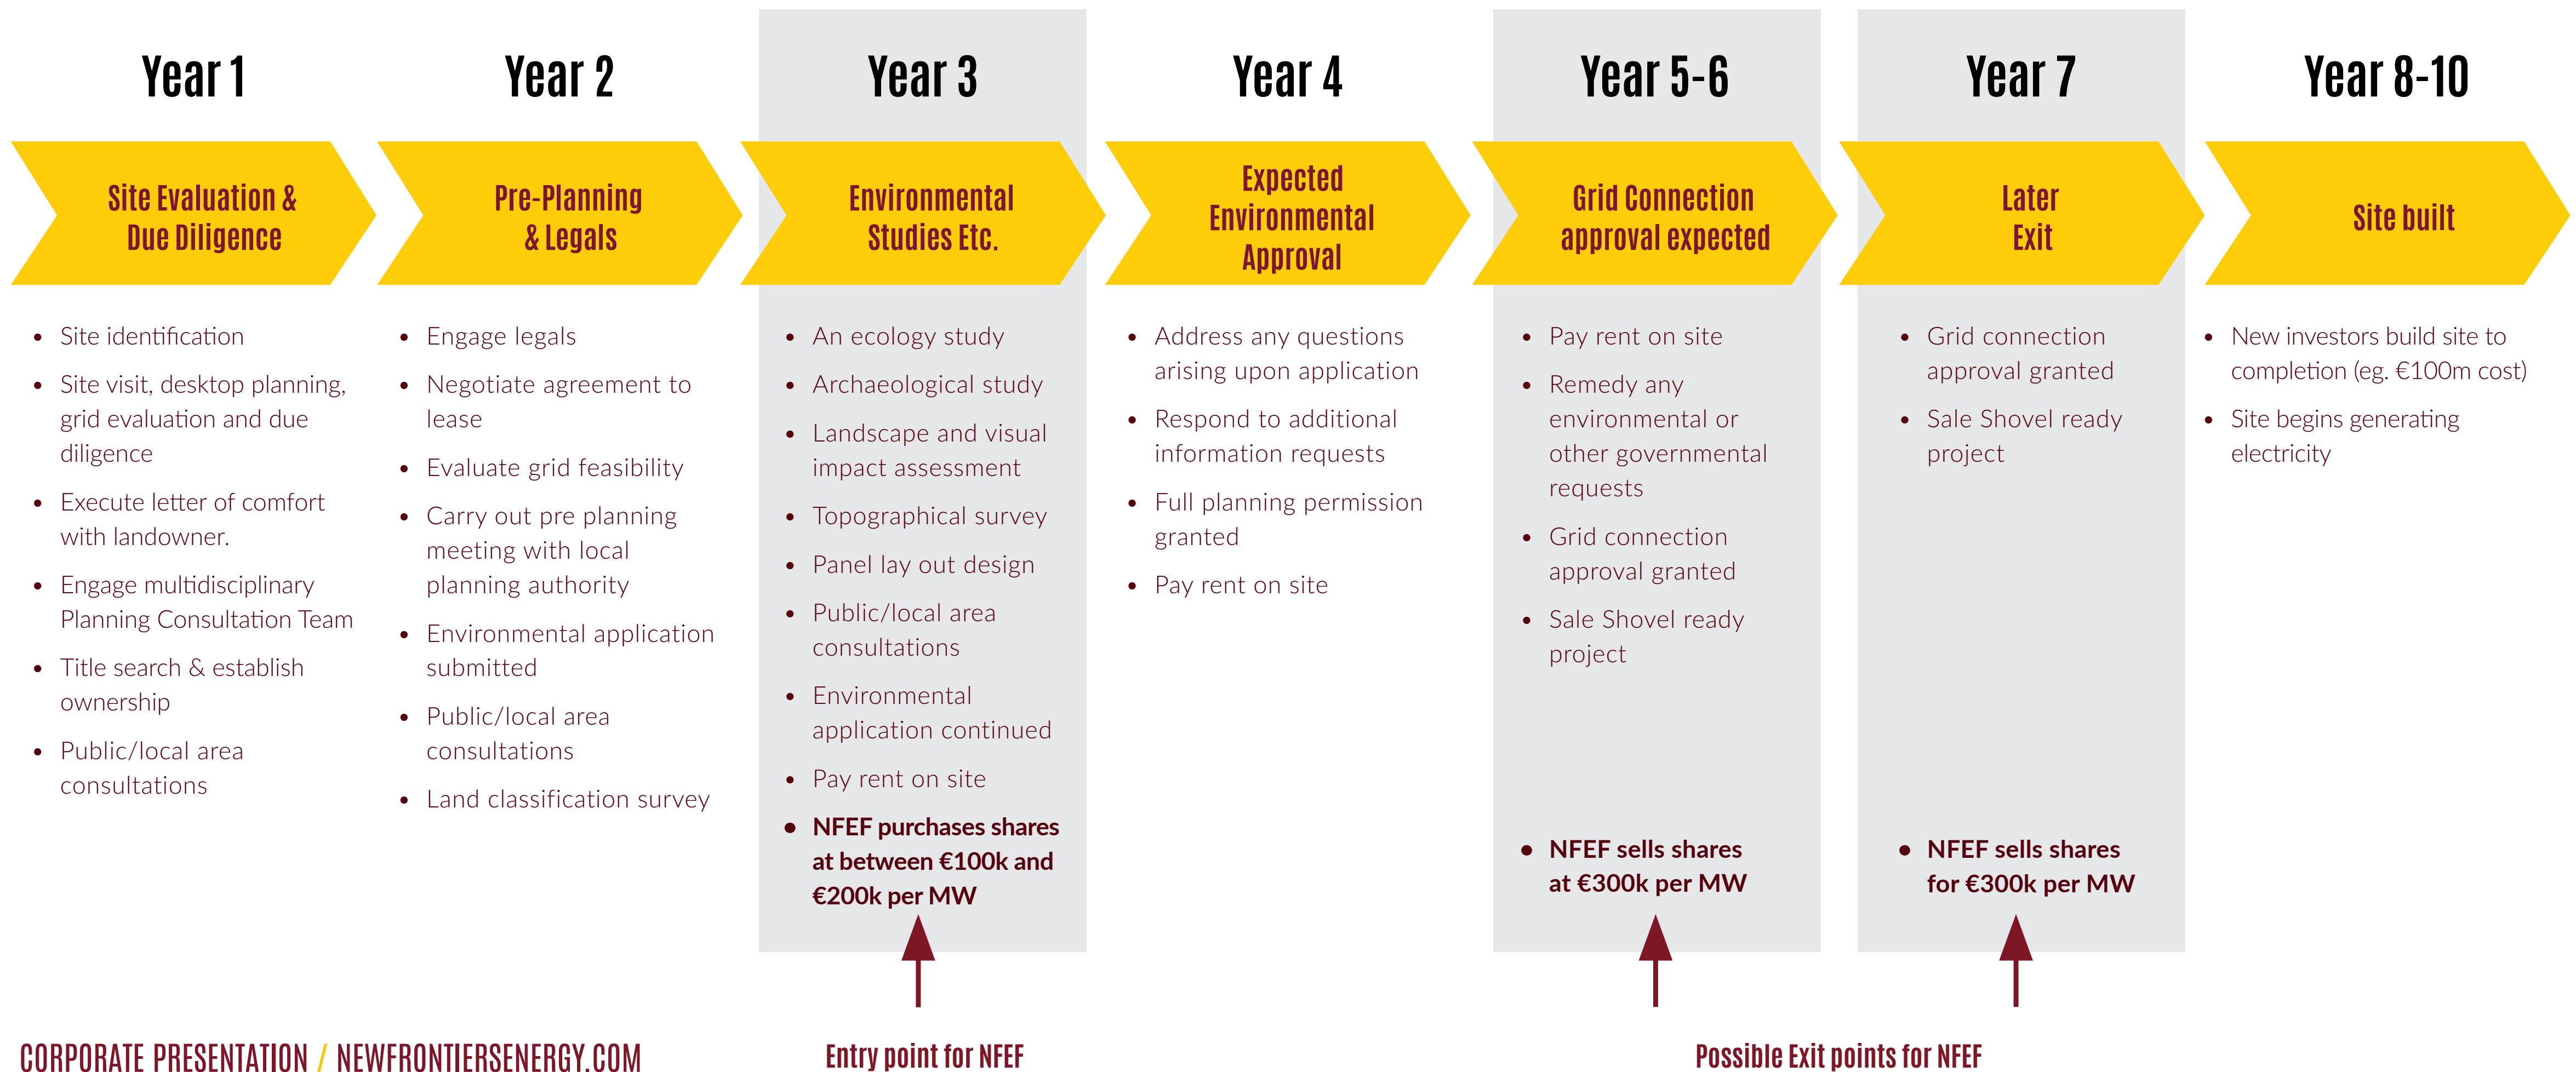 Year 1
Site Evaluation &
Due Diligence
• Site identification
• Site visit, desktop planning,
grid evaluation and due
diligence
• Execute letter of comfort
with landowner.
• Engage multidisciplinary
Planning Consultation Team
• Title search & establish
ownership
• Public/local area
consultations
Year 2
Pre-Planning
& Legals
• Engage legals
• Negotiate agreement to
lease
• Evaluate grid feasibility
• Carry out pre planning
meeting with local
planning authority
• Environmental application
submitted
• Public/local area
consultations
• Land classification survey
Year 3
Environmental
Studies Etc.
• An ecology study
• Archaeological study
• Landscape and visual
impact assessment
• Topographical survey
• Panel lay out design
• Public/local area
consultations
• Environmental
application continued
• Pay rent on site
• NFEF purchases shares
at between €100k and
€200k per MW
Entry point for NFEF
Year 4
Expected
Environmental
Approval
• Address any questions
arising upon application
• Respond to additional
information requests
• Full planning permission
granted
• Pay rent on site
Year 5-6
Grid Connection
approval expected
• Pay rent on site
• Remedy any
environmental or
other governmental
requests
• Grid connection
approval granted
• Sale Shovel ready
project
• NFEF sells shares
at €300k per MW
Year 7
Later
Exit
• Grid connection
approval granted
• Sale Shovel ready
project
• NFEF sells shares
for €300k per MW
Possible Exit points for NFEF
Year 8-10
Site built
• New investors build site to
completion (eg. €100m cost)
• Site begins generating
electricity
CORPORATE PRESENTATION / NEWFRONTIERSENERGY.COM